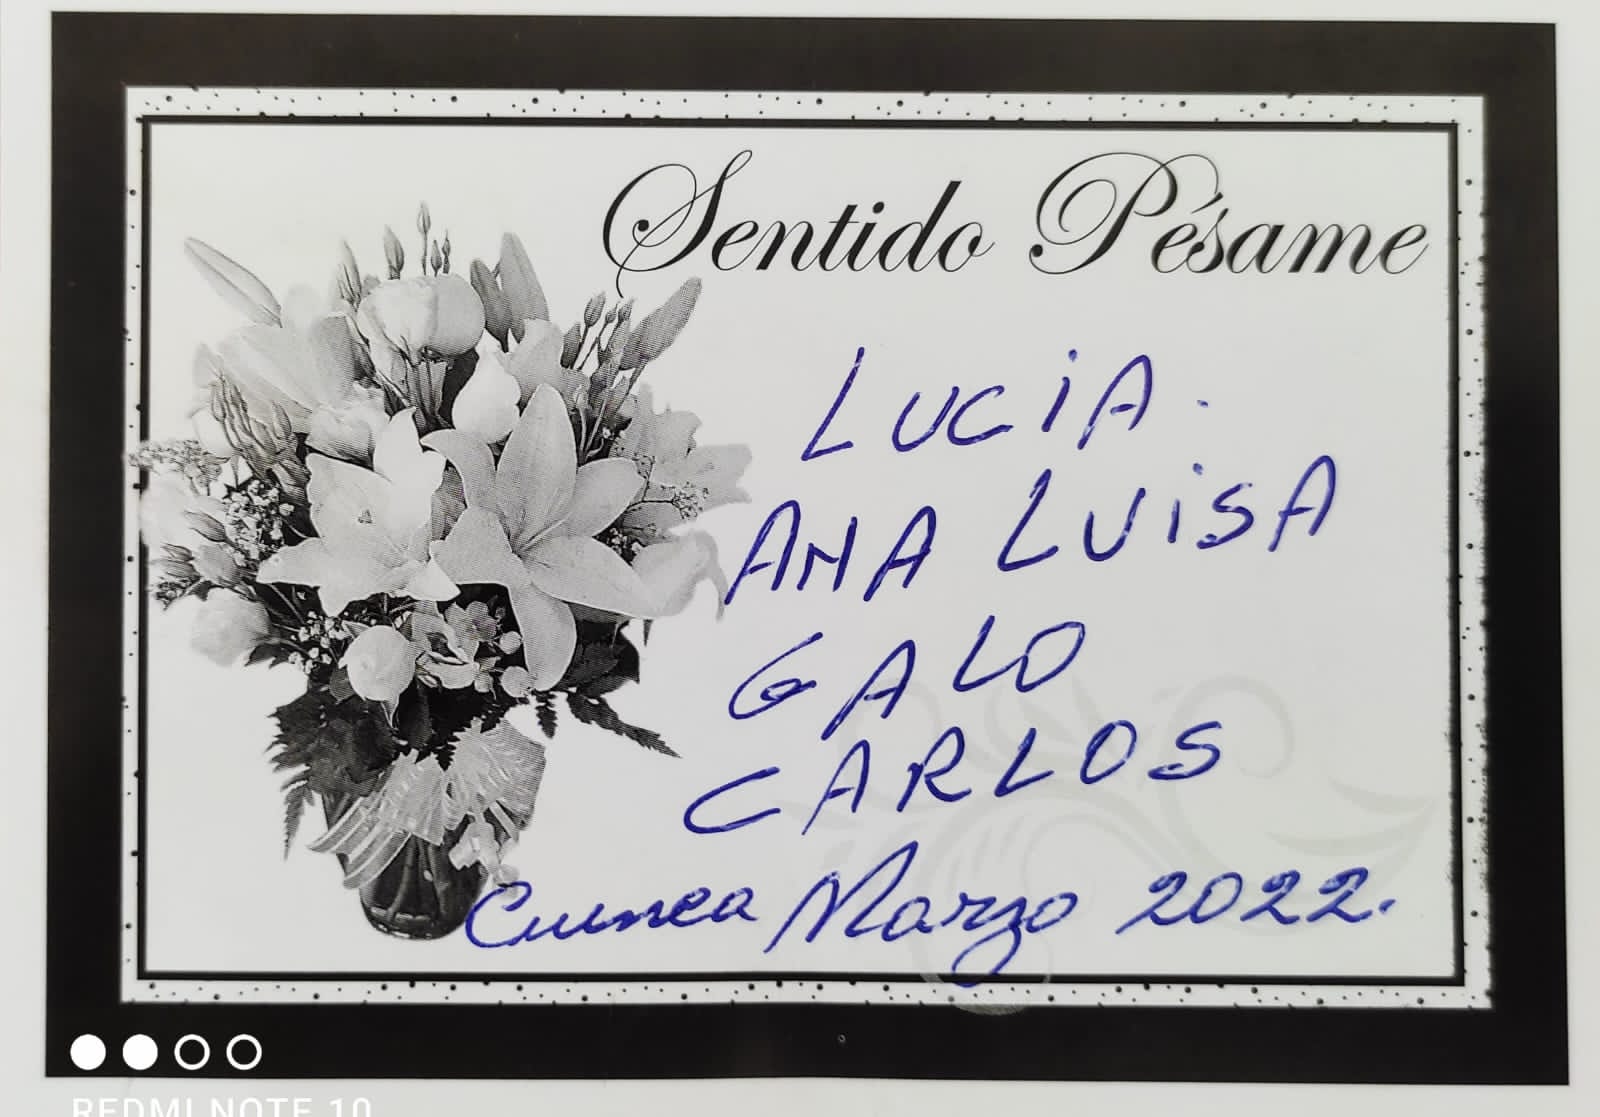 Sentido Pésame
LUCiA.
ANA LUiSA
GALO
CARLOS
Cuenca Marzo 2022.
REDMI NOTE 10